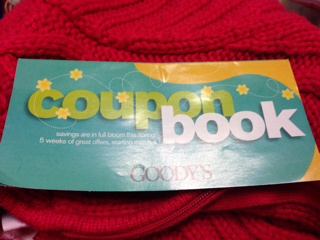 coupon
book
savings are in full bloom this spring
5 weeks of great offers, starting
GOODY'S